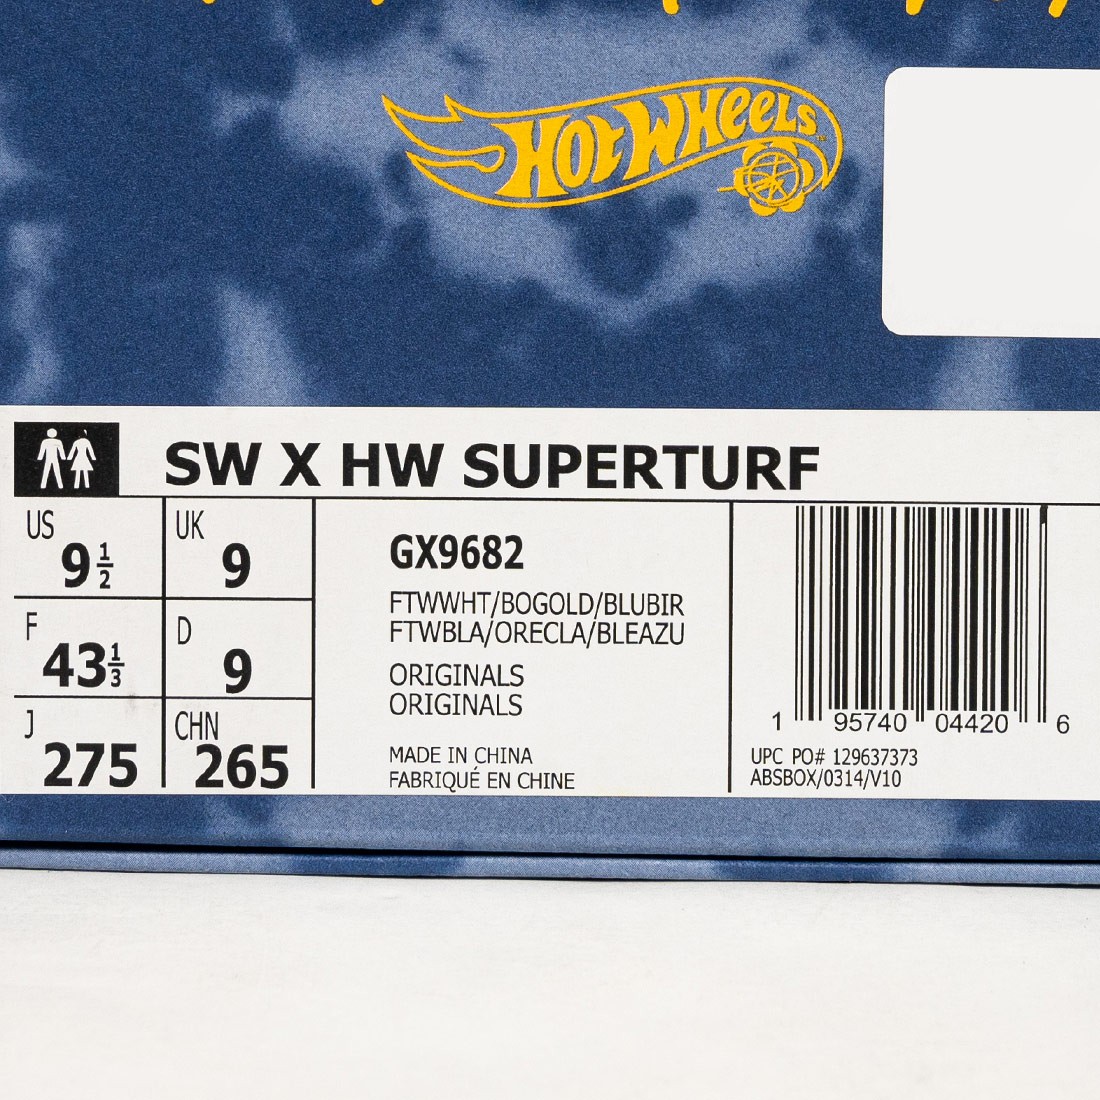 HOT WHEELS
SW X HW SUPERTURF
US
9 1/2
UK
9
F
43 1/3
D
9
J
275
CHN
265
GX9682
FTWWHT/BOGOLD/BLUBIR
FTWBLA/ORECLA/BLEAZU
ORIGINALS
ORIGINALS
MADE IN CHINA
FABRIQUÉ EN CHINE
1 95740 04420 6
UPC PO# 129637373
ABSBOX/0314/V10